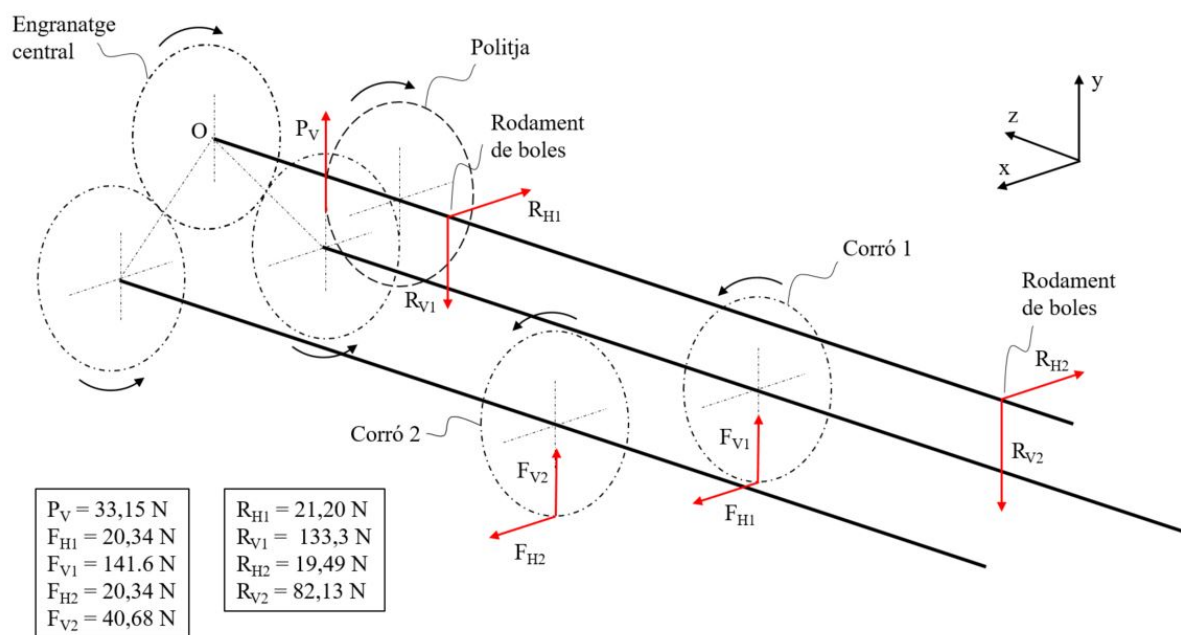 Engranatge
central
Politja
O
P_V
Rodament
de boles
y
z
x
R_H1
Corró 1
R_V1
Rodament
de boles
R_H2
Corró 2
F_V2
F_V1
R_V2
F_H1
F_H2
P_V = 33,15 N
F_H1 = 20,34 N
F_V1 = 141.6 N
F_H2 = 20,34 N
F_V2 = 40,68 N
R_H1 = 21,20 N
R_V1 = 133,3 N
R_H2 = 19,49 N
R_V2 = 82,13 N